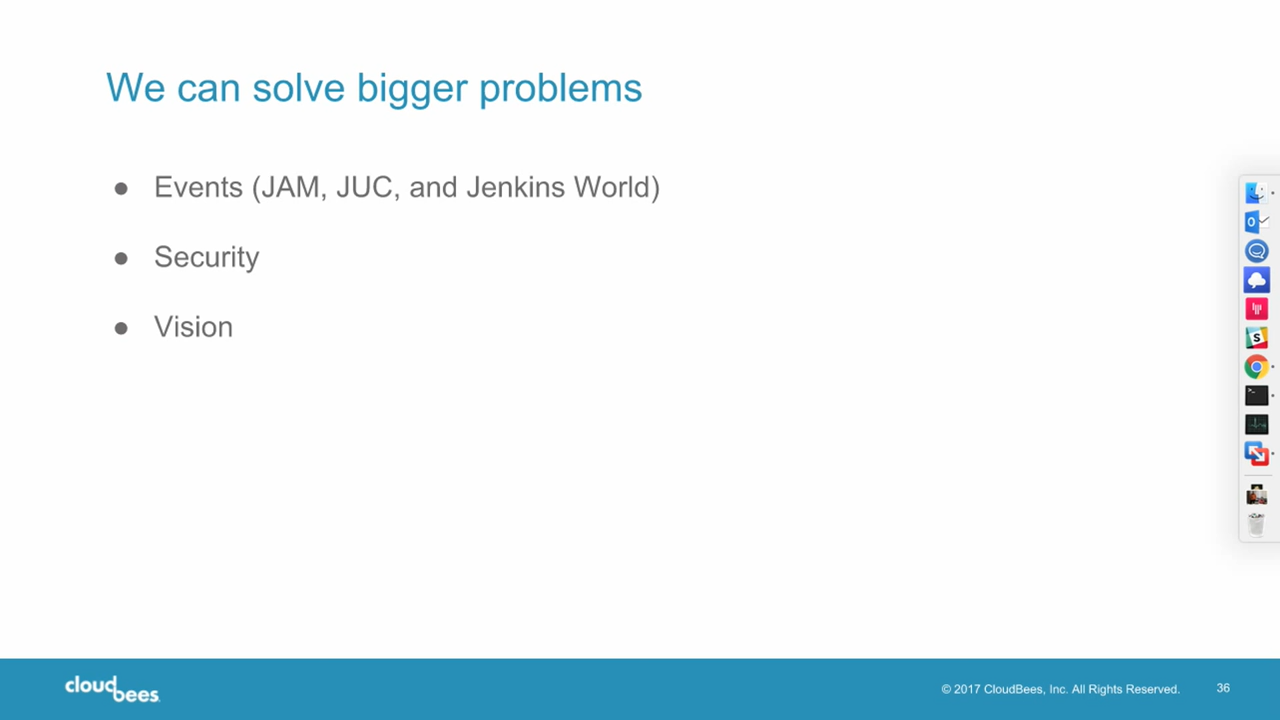 We can solve bigger problems
● Events (JAM, JUC, and Jenkins World)
● Security
● Vision
cloudbees
© 2017 CloudBees, Inc. All Rights Reserved.
36